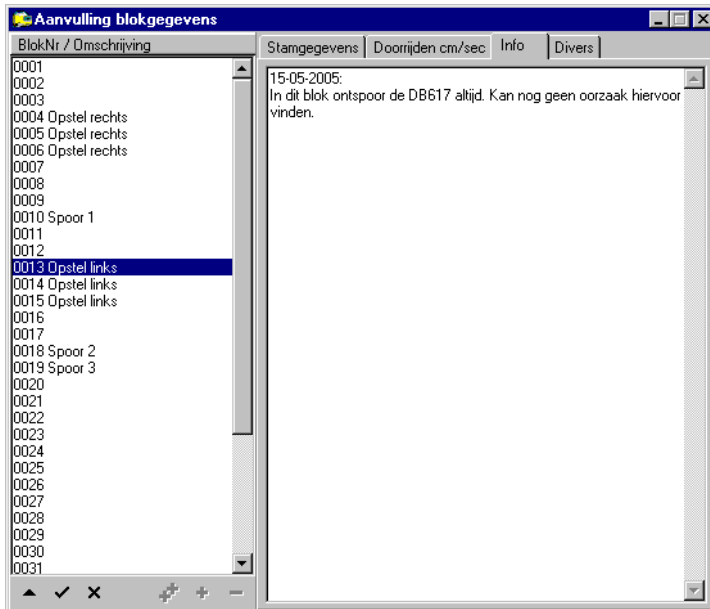 Aanvulling blokgegevens
BlokNr / Omschrijving
0001
0002
0003
0004 Opstel rechts
0005 Opstel rechts
0006 Opstel rechts
0007
0008
0009
0010 Spoor 1
0011
0012
0013 Opstel links
0014 Opstel links
0015 Opstel links
0016
0017
0018 Spoor 2
0019 Spoor 3
0020
0021
0022
0023
0024
0025
0026
0027
0028
0029
0030
0031
Stamgegevens Doorrijden cm/sec Info Divers
15-05-2005:
In dit blok ontspoor de DB617 altijd. Kan nog geen oorzaak hiervoor
vinden.